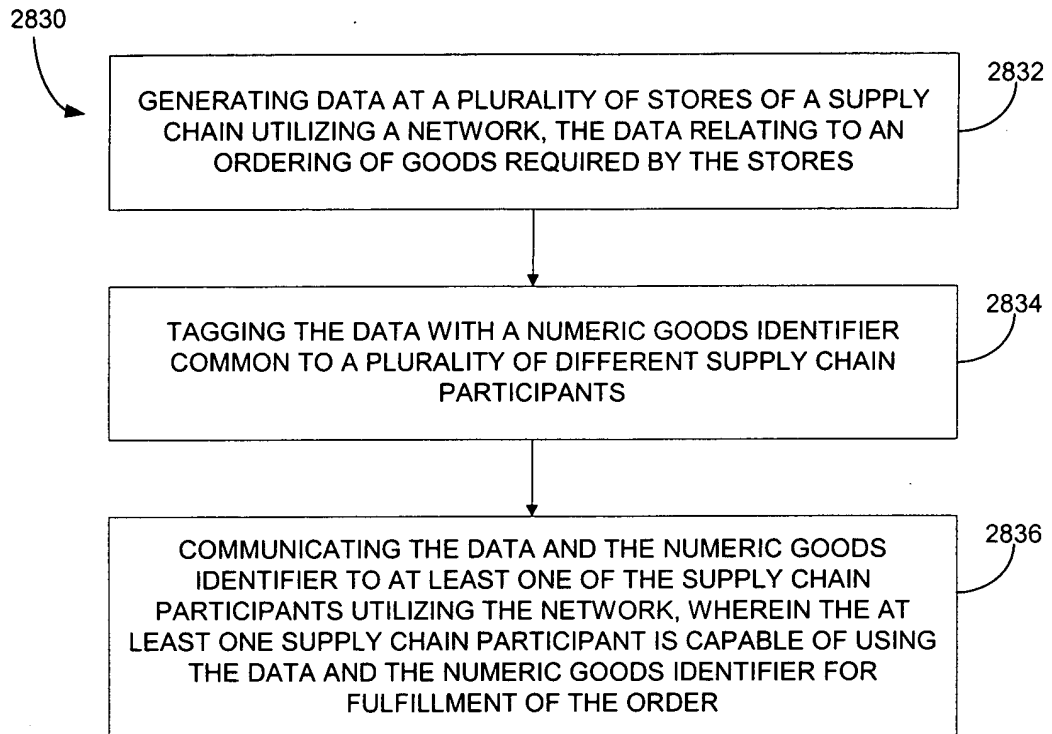 2830
2832
GENERATING DATA AT A PLURALITY OF STORES OF A SUPPLY
CHAIN UTILIZING A NETWORK, THE DATA RELATING TO AN
ORDERING OF GOODS REQUIRED BY THE STORES
2834
TAGGING THE DATA WITH A NUMERIC GOODS IDENTIFIER
COMMON TO A PLURALITY OF DIFFERENT SUPPLY CHAIN
PARTICIPANTS
2836
COMMUNICATING THE DATA AND THE NUMERIC GOODS
IDENTIFIER TO AT LEAST ONE OF THE SUPPLY CHAIN
PARTICIPANTS UTILIZING THE NETWORK, WHEREIN THE AT
LEAST ONE SUPPLY CHAIN PARTICIPANT IS CAPABLE OF USING
THE DATA AND THE NUMERIC GOODS IDENTIFIER FOR
FULFILLMENT OF THE ORDER